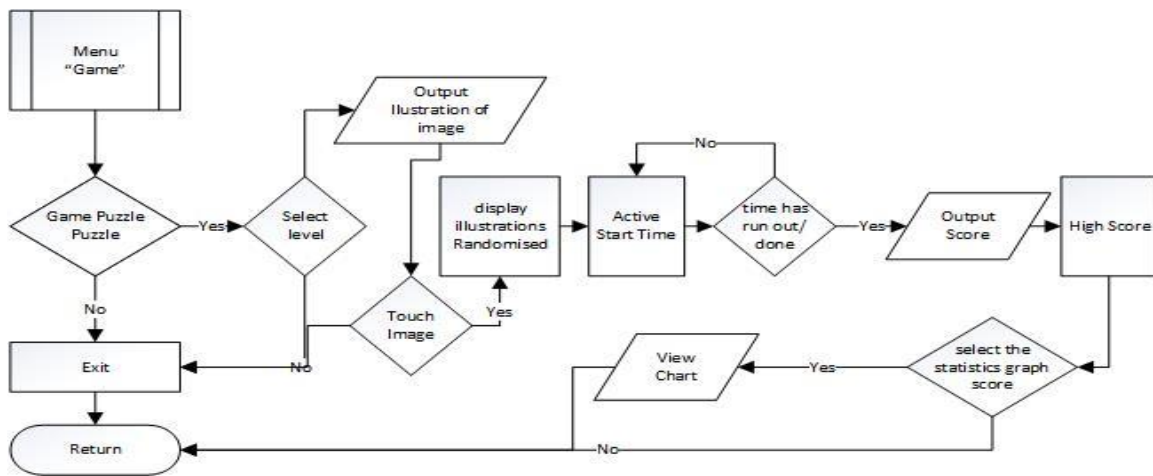 Menu
“Game”
Output
Ilustration of
image
No
Game Puzzle
Puzzle
Yes
Select
level
display
illustrations
Randomised
Active
Start Time
time has
run out/
done
Yes
Output
Score
High Score
No
Touch
Image
Yes
Exit
No
View
Chart
Yes
select the
statistics graph
score
Return
No